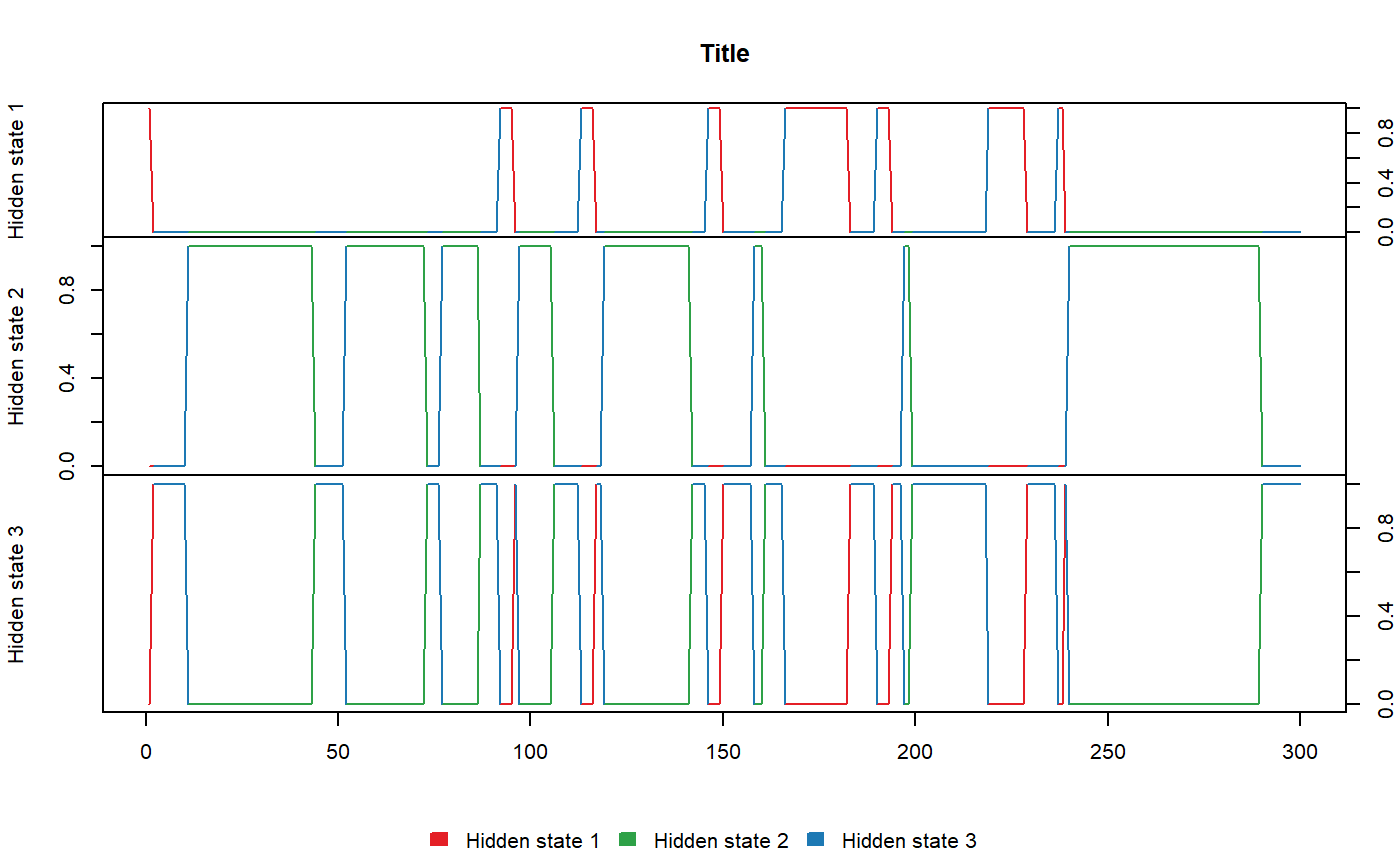 Title
Hidden state 1
0.0 0.4 0.8
Hidden state 2
0.0 0.4 0.8
Hidden state 3
0.0 0.4 0.8
0 50 100 150 200 250 300
Hidden state 1 Hidden state 2 Hidden state 3